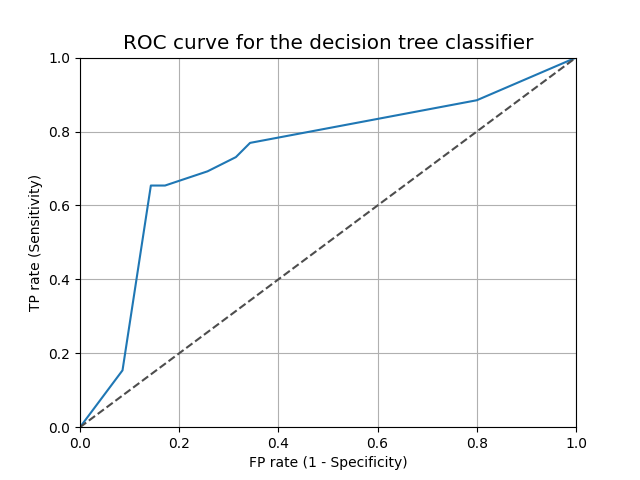 ROC curve for the decision tree classifier
1.0
0.8
0.6
0.4
0.2
0.0
TP rate (Sensitivity)
0.0 0.2 0.4 0.6 0.8 1.0
FP rate (1 - Specificity)